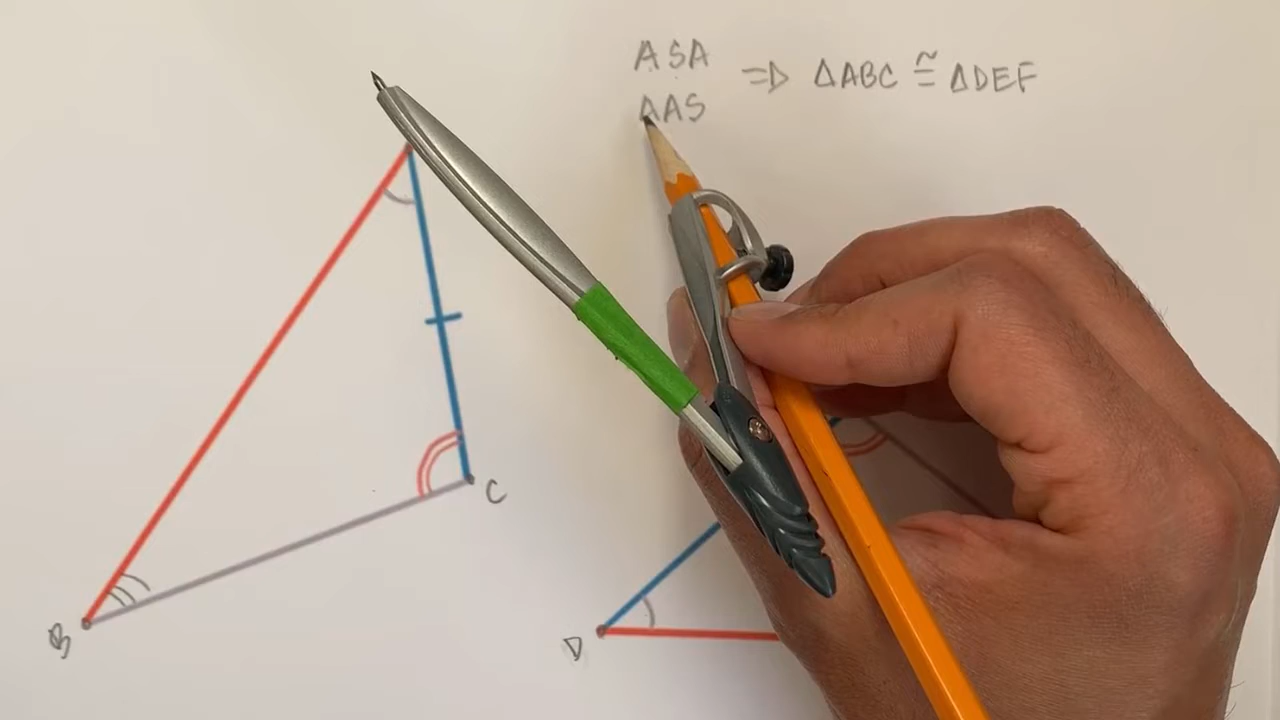 ASA
AAS
⇒ ΔABC ≅ ΔDEF
C
B
D